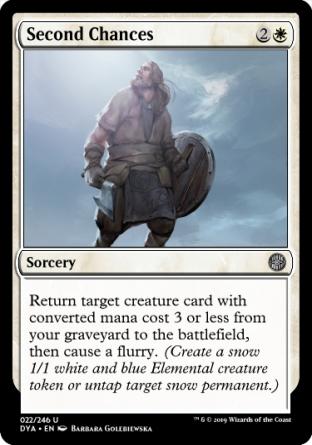 Second Chances 2
Sorcery
Return target creature card with
converted mana cost 3 or less from
your graveyard to the battlefield,
then cause a flurry. (Create a snow
1/1 white and blue Elemental creature
token or untap target snow permanent.)
022/246 U
DYA • EN BARBARA GOLEBIEWSKA
™ & © 2019 Wizards of the Coast